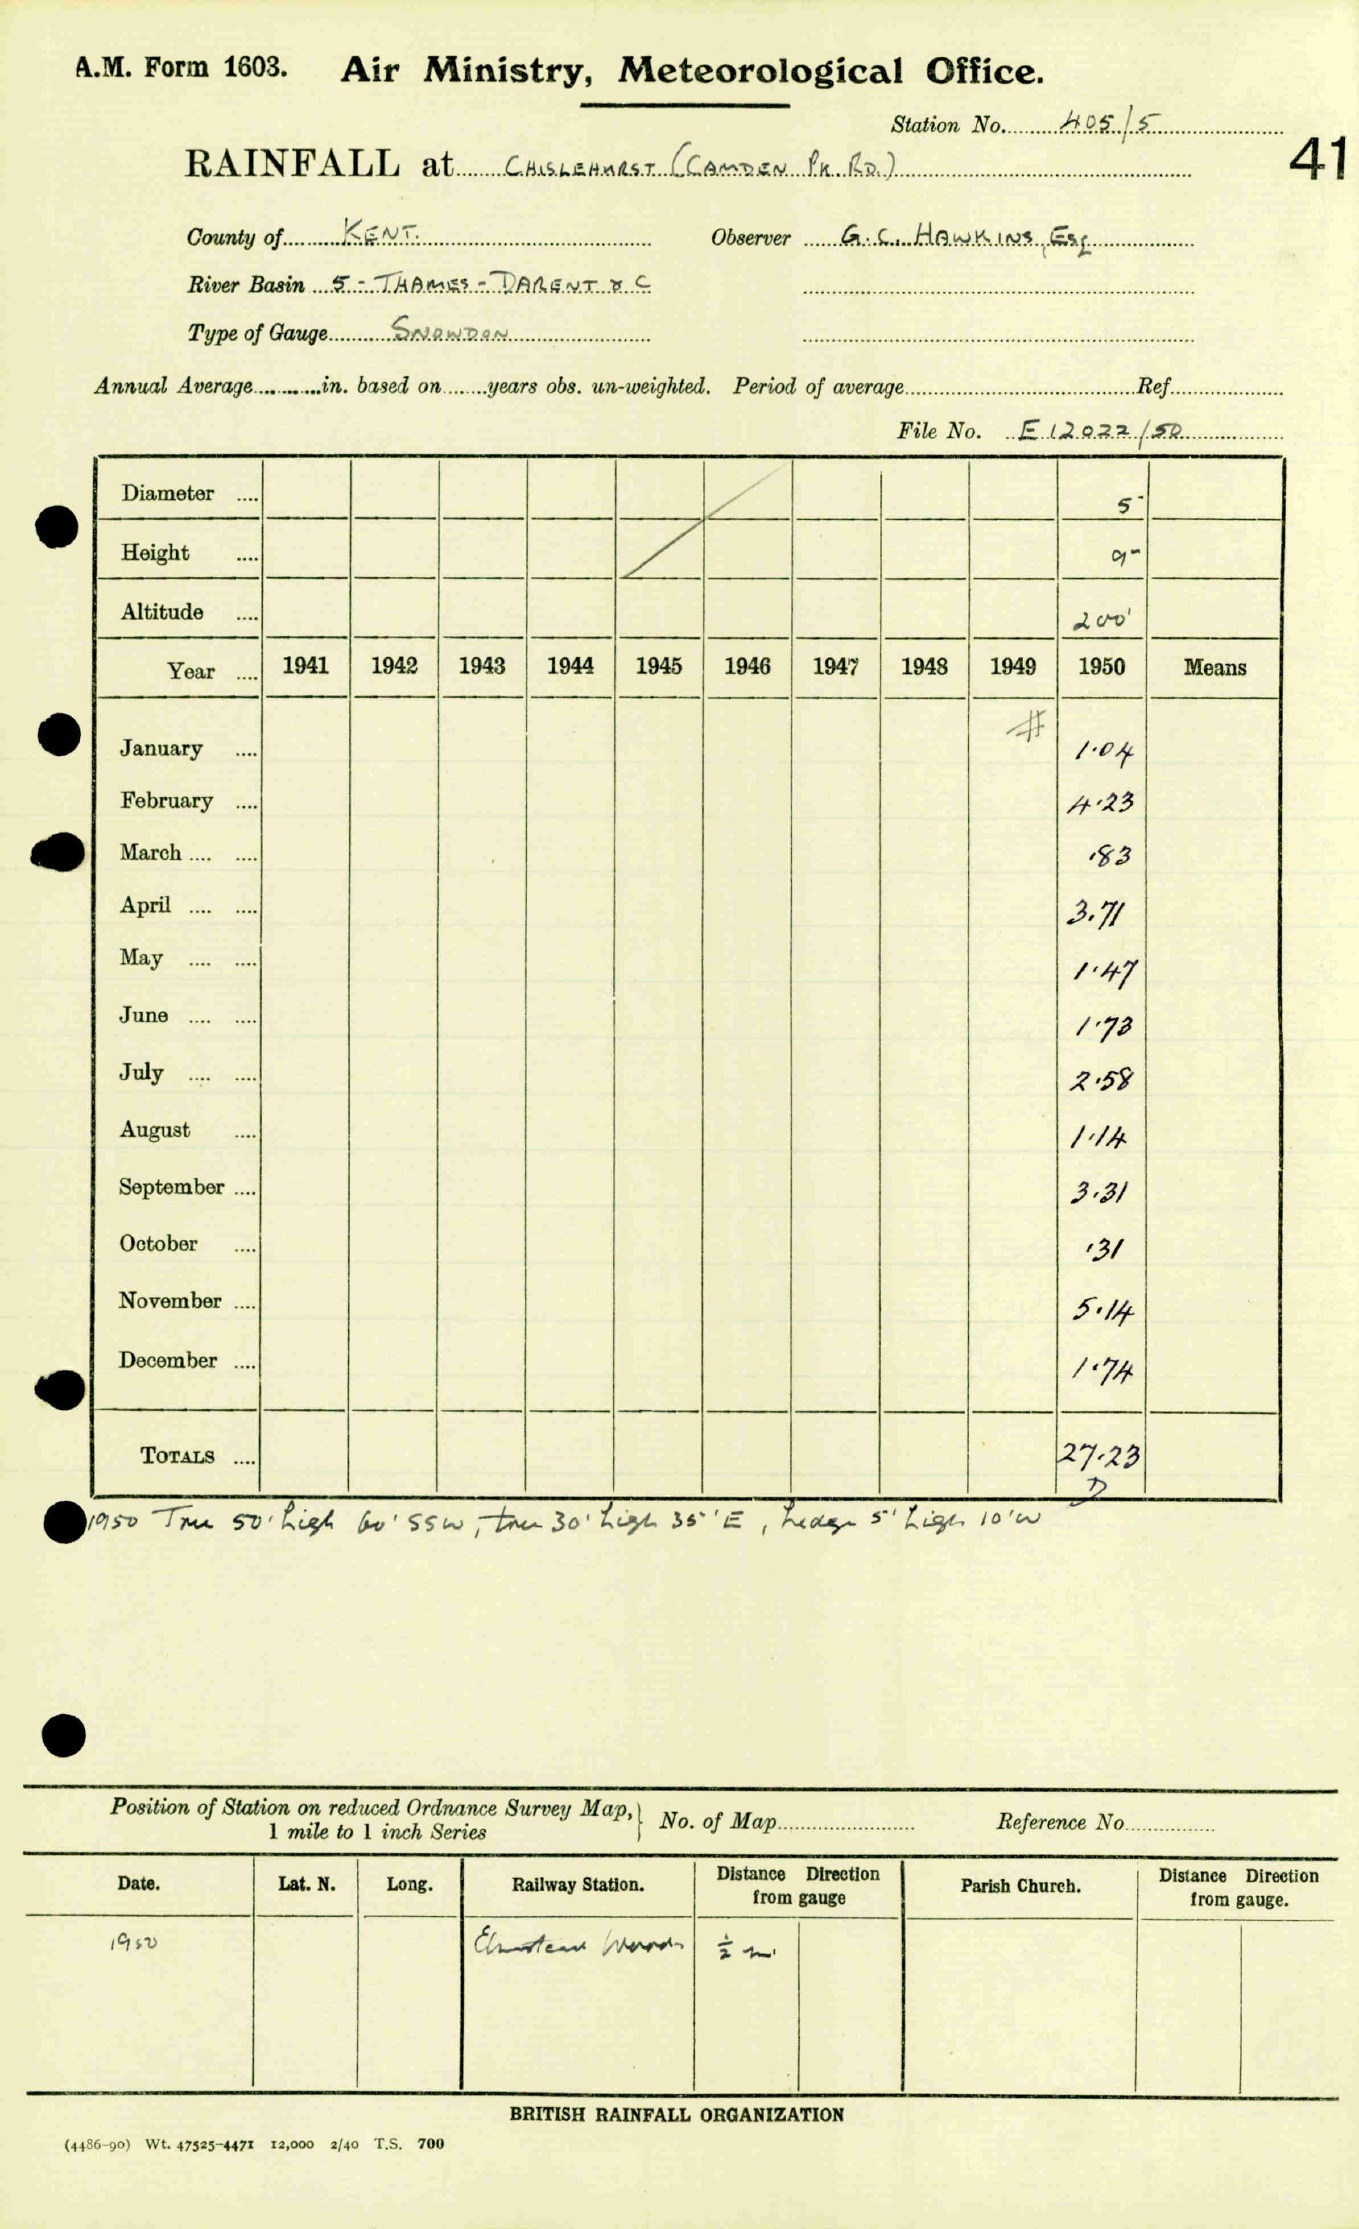 A.M. Form 1603. Air Ministry, Meteorological Office.
Station No. 405/5
41
RAINFALL at CHISLEHURST (CAMDEN PK. RD.)
County of KENT. Observer G. C. HAWKINS, Esq
River Basin 5 - THAMES - DARENT & C
Type of Gauge SNOWDON
Annual Average in. based on years obs. un-weighted. Period of average Ref
File No. E12022/50
Diameter 5"
Height 9"
Altitude 200'
Year 1941 1942 1943 1944 1945 1946 1947 1948 1949 1950 Means
#
January 1.04
February 4.23
March .83
April 3.71
May 1.47
June 1.73
July 2.58
August 1.14
September 3.31
October .31
November 5.14
December 1.74
TOTALS 27.23
D
1950 Tree 50' high 60' SSW, tree 30' high 35' E, hedge 5' high 10' W
Position of Station on reduced Ordnance Survey Map, } No. of Map Reference No
1 mile to 1 inch Series
Date. Lat. N. Long. Railway Station. Distance Direction from gauge Parish Church. Distance Direction from gauge.
1950 Elmstead Woods ½ m.
BRITISH RAINFALL ORGANIZATION
(4486-90) Wt. 47525-4471 12,000 2/40 T.S. 700